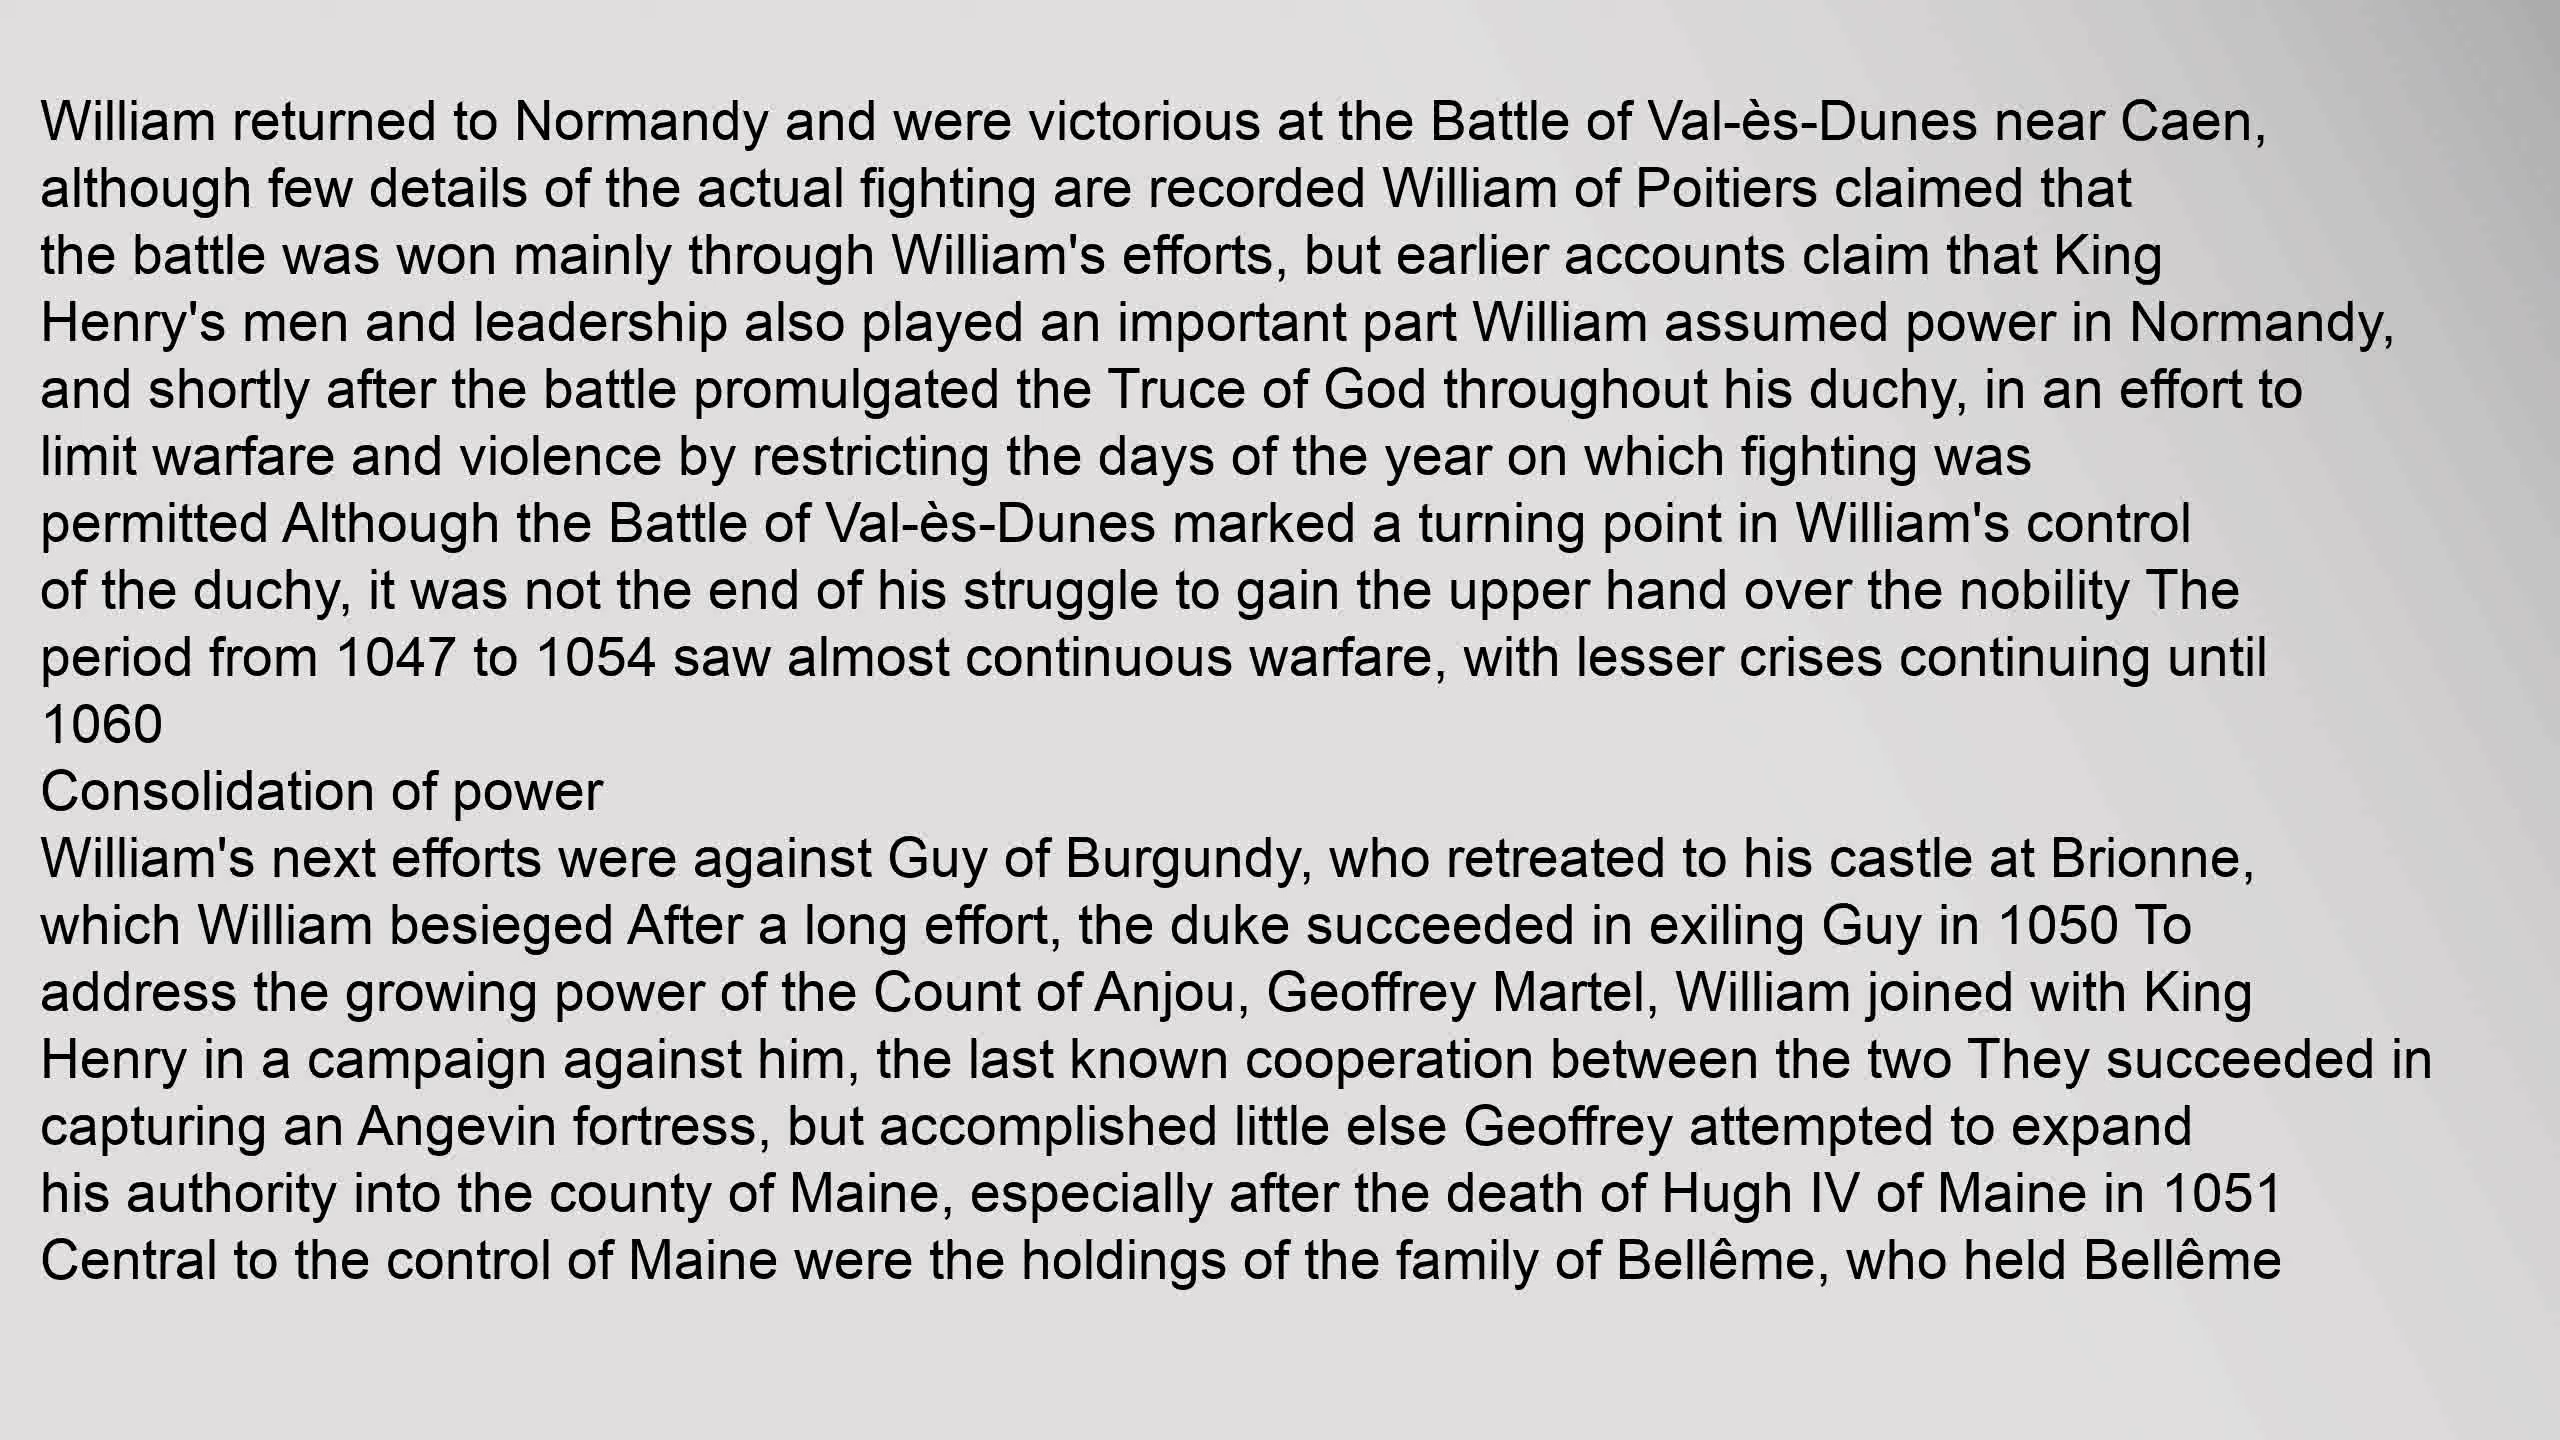 William returned to Normandy and were victorious at the Battle of Val-ès-Dunes near Caen,
although few details of the actual fighting are recorded William of Poitiers claimed that
the battle was won mainly through William's efforts, but earlier accounts claim that King
Henry's men and leadership also played an important part William assumed power in Normandy,
and shortly after the battle promulgated the Truce of God throughout his duchy, in an effort to
limit warfare and violence by restricting the days of the year on which fighting was
permitted Although the Battle of Val-ès-Dunes marked a turning point in William's control
of the duchy, it was not the end of his struggle to gain the upper hand over the nobility The
period from 1047 to 1054 saw almost continuous warfare, with lesser crises continuing until
1060
Consolidation of power
William's next efforts were against Guy of Burgundy, who retreated to his castle at Brionne,
which William besieged After a long effort, the duke succeeded in exiling Guy in 1050 To
address the growing power of the Count of Anjou, Geoffrey Martel, William joined with King
Henry in a campaign against him, the last known cooperation between the two They succeeded in
capturing an Angevin fortress, but accomplished little else Geoffrey attempted to expand
his authority into the county of Maine, especially after the death of Hugh IV of Maine in 1051
Central to the control of Maine were the holdings of the family of Bellême, who held Bellême